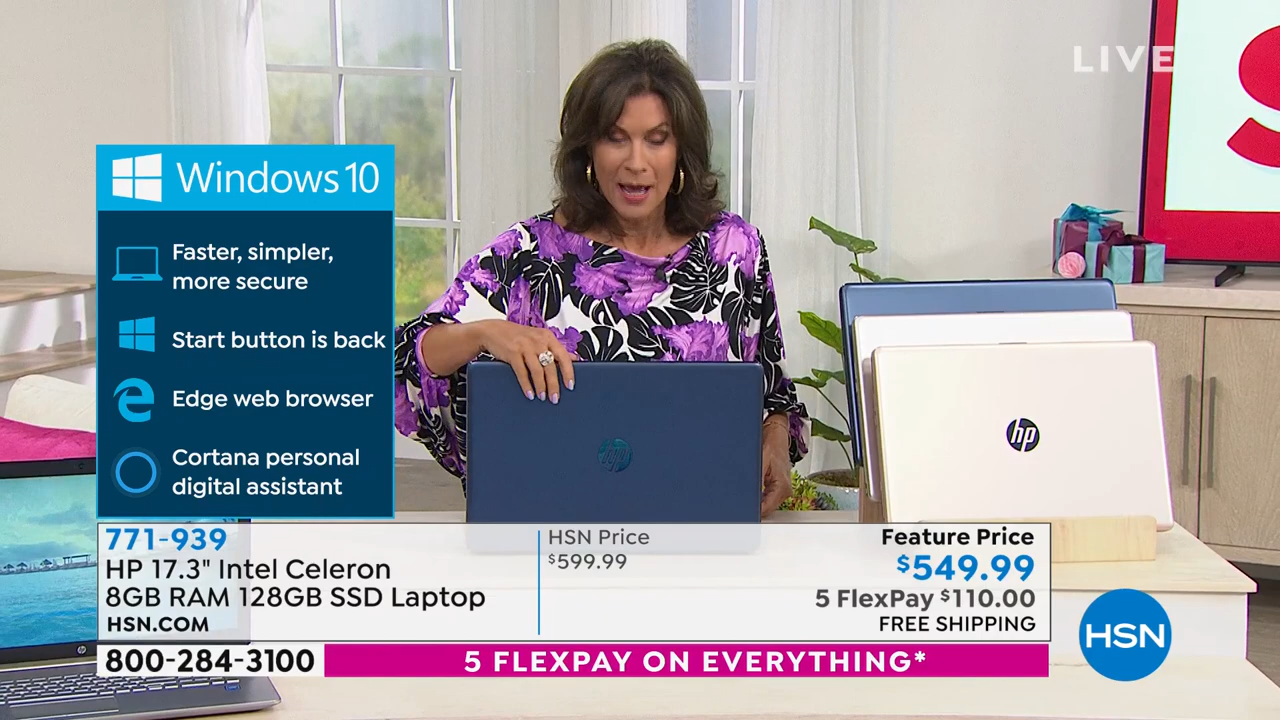 LIVE
Windows 10
Faster, simpler,
more secure
Start button is back
Edge web browser
Cortana personal
digital assistant
hp
hp
771-939
HP 17.3" Intel Celeron
8GB RAM 128GB SSD Laptop
HSN.COM
HSN Price
$599.99
Feature Price
$549.99
5 FlexPay $110.00
FREE SHIPPING
HSN
800-284-3100
5 FLEXPAY ON EVERYTHING*